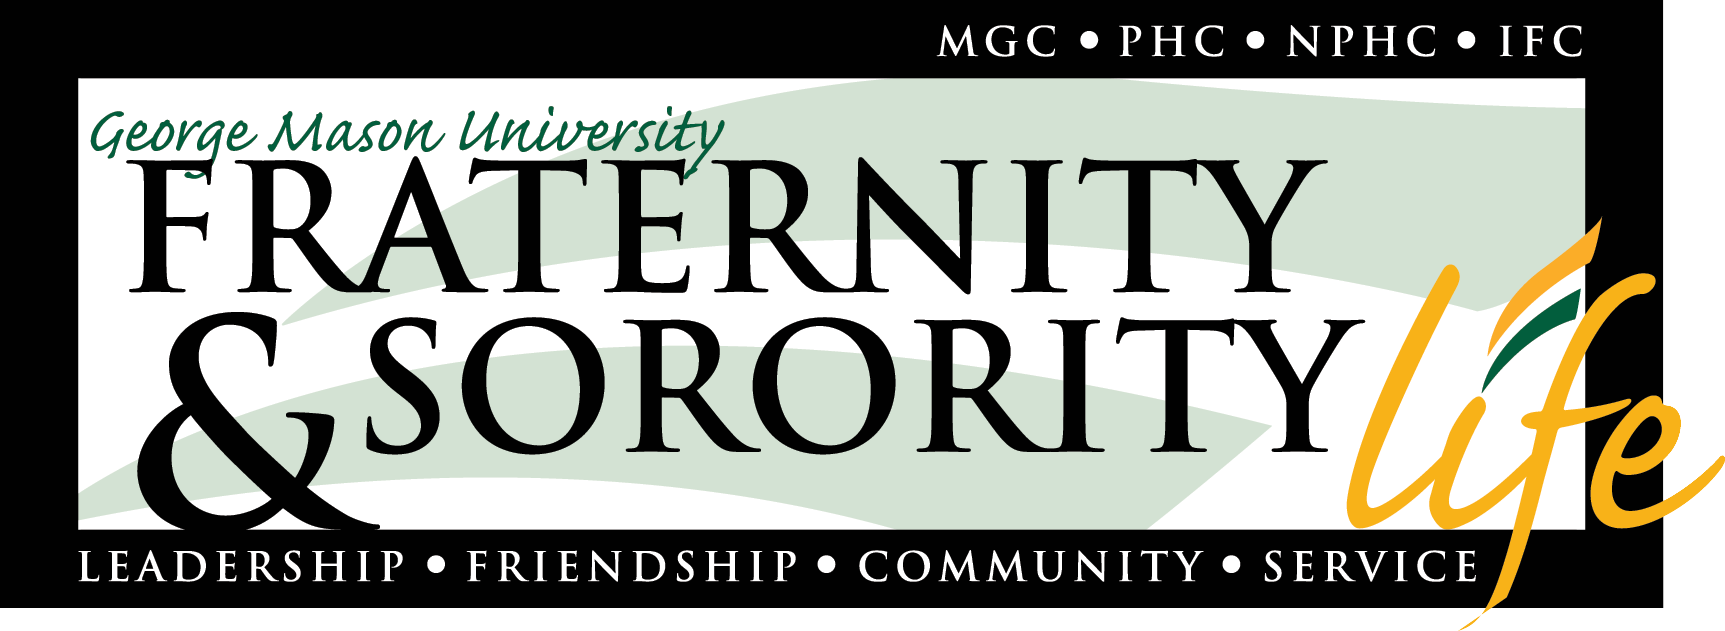 MGC • PHC • NPHC • IFC
George Mason University
FRATERNITY
& SORORITY life
LEADERSHIP • FRIENDSHIP • COMMUNITY • SERVICE